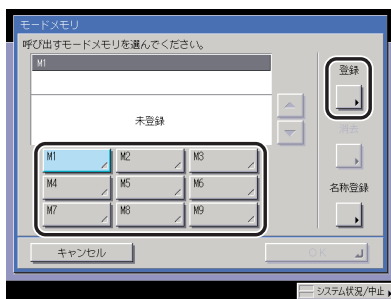 モードメモリ
呼び出すモードメモリを選んでください。
M1
未登録
登録
消去
名称登録
M1 M2 M3
M4 M5 M6
M7 M8 M9
キャンセル
OK
システム状況/中止